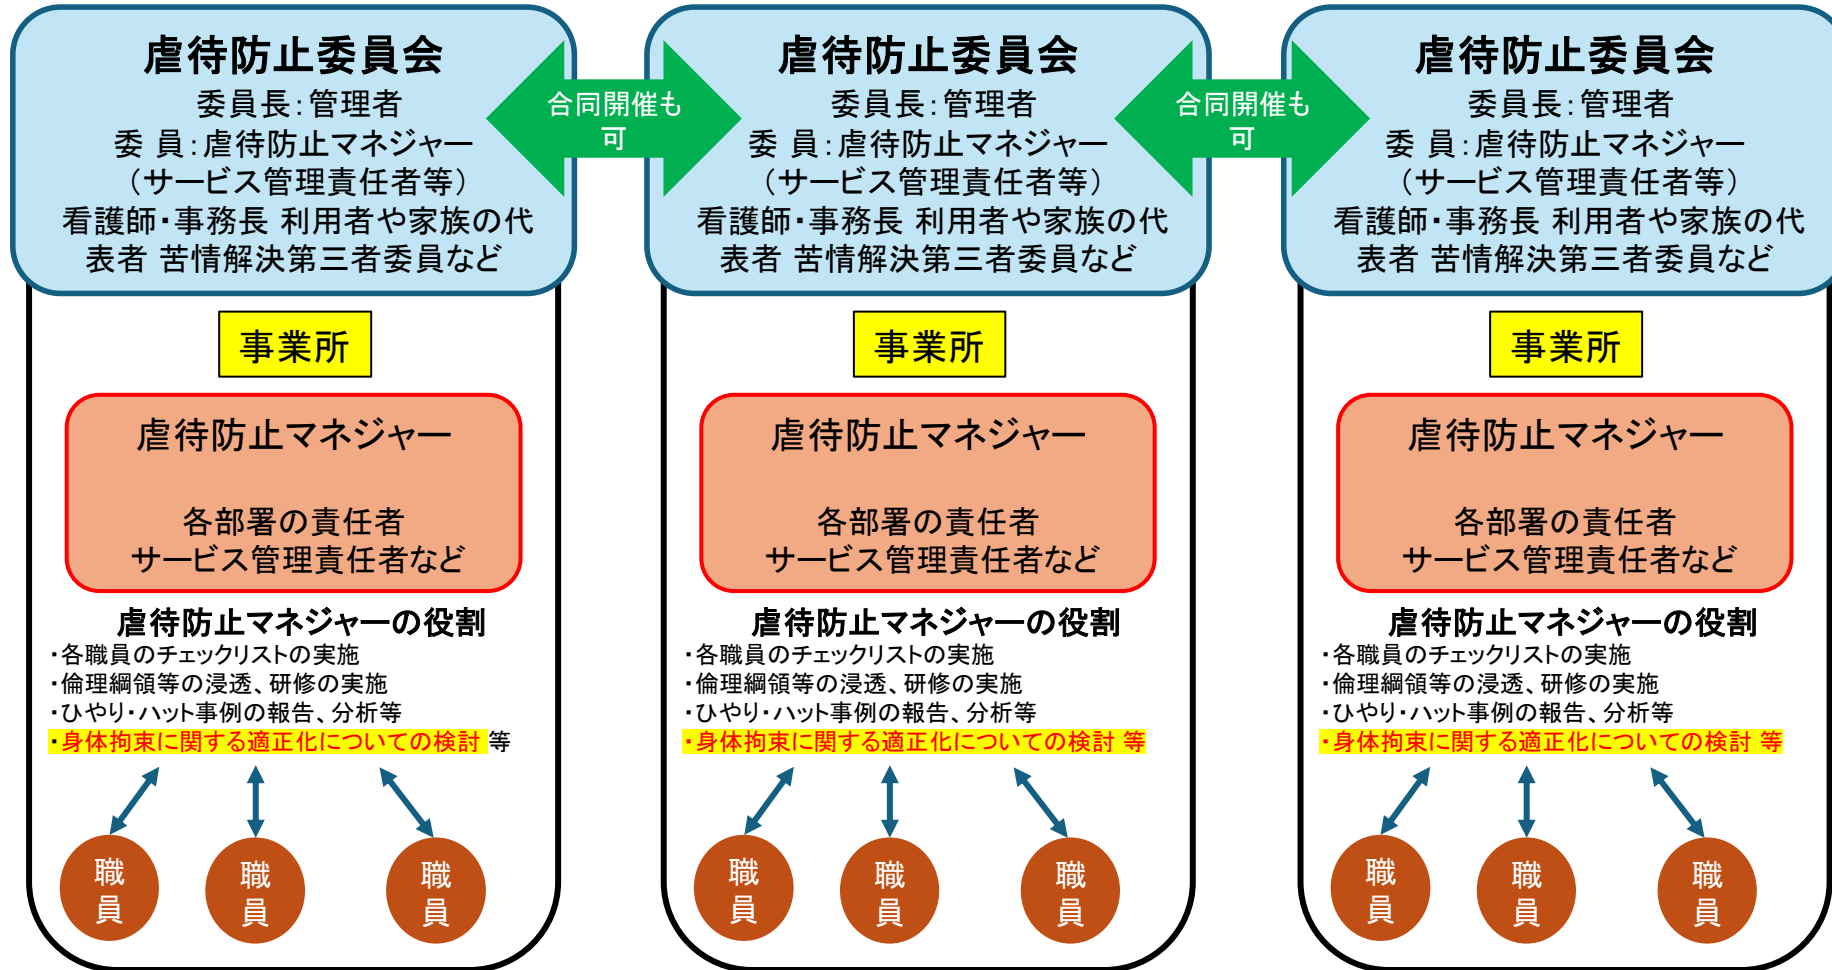 虐待防止委員会
委員長：管理者
委 員：虐待防止マネジャー
（サービス管理責任者等）
看護師・事務長 利用者や家族の代
表者 苦情解決第三者委員など
合同開催も
可
虐待防止委員会
委員長：管理者
委 員：虐待防止マネジャー
（サービス管理責任者等）
看護師・事務長 利用者や家族の代
表者 苦情解決第三者委員など
合同開催も
可
虐待防止委員会
委員長：管理者
委 員：虐待防止マネジャー
（サービス管理責任者等）
看護師・事務長 利用者や家族の代
表者 苦情解決第三者委員など
事業所
虐待防止マネジャー
各部署の責任者
サービス管理責任者など
虐待防止マネジャーの役割
・各職員のチェックリストの実施
・倫理綱領等の浸透、研修の実施
・ひやり・ハット事例の報告、分析等
・身体拘束に関する適正化についての検討 等
職
員
職
員
職
員
事業所
虐待防止マネジャー
各部署の責任者
サービス管理責任者など
虐待防止マネジャーの役割
・各職員のチェックリストの実施
・倫理綱領等の浸透、研修の実施
・ひやり・ハット事例の報告、分析等
・身体拘束に関する適正化についての検討 等
職
員
職
員
職
員
事業所
虐待防止マネジャー
各部署の責任者
サービス管理責任者など
虐待防止マネジャーの役割
・各職員のチェックリストの実施
・倫理綱領等の浸透、研修の実施
・ひやり・ハット事例の報告、分析等
・身体拘束に関する適正化についての検討 等
職
員
職
員
職
員